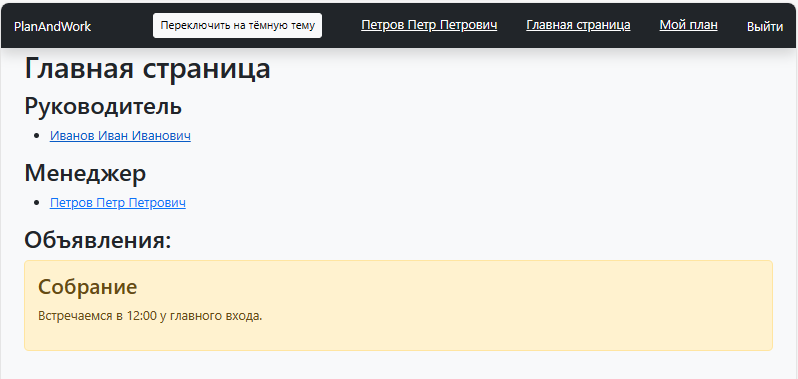 PlanAndWork Переключить на тёмную тему Петров Петр Петрович Главная страница Мой план Выйти
Главная страница
Руководитель
Иванов Иван Иванович
Менеджер
Петров Петр Петрович
Объявления:
Собрание
Встречаемся в 12:00 у главного входа.